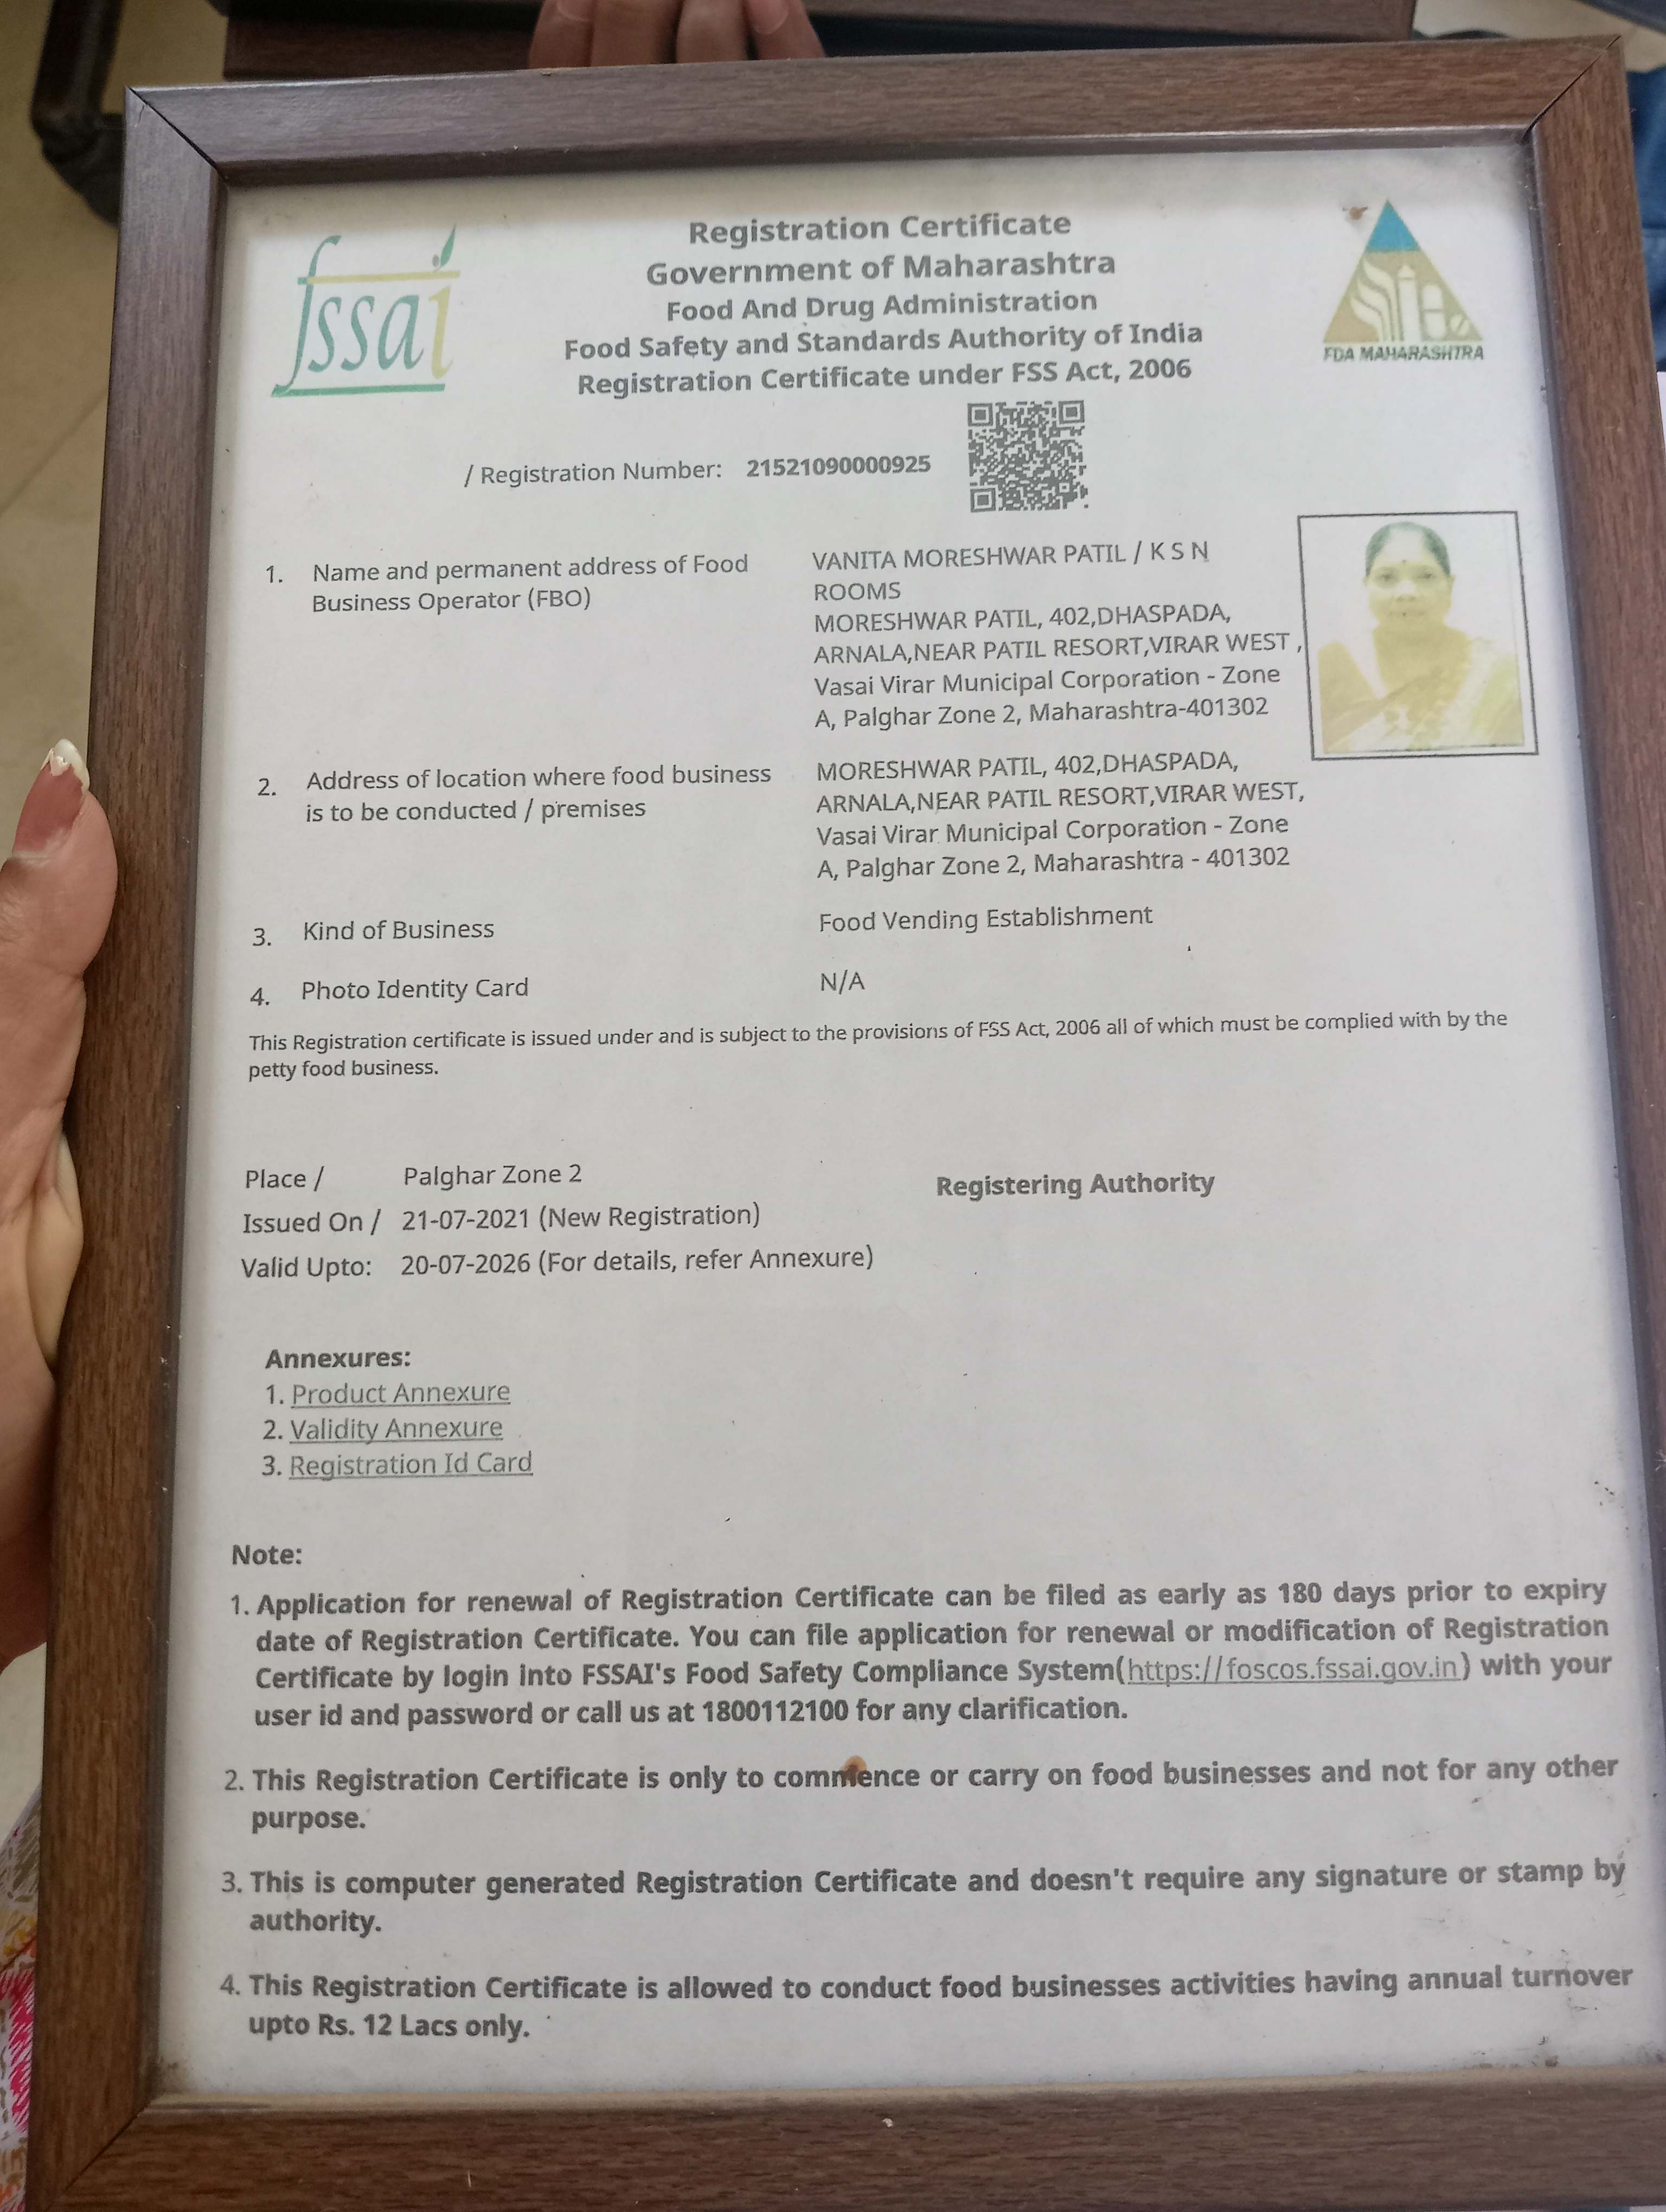 fssai
Registration Certificate
Government of Maharashtra
Food And Drug Administration
Food Safety and Standards Authority of India
Registration Certificate under FSS Act, 2006
FDA MAHARASHTRA
/ Registration Number: 21521090000925
1. Name and permanent address of Food
Business Operator (FBO)
VANITA MORESHWAR PATIL / K S N
ROOMS
MORESHWAR PATIL, 402,DHASPADA,
ARNALA,NEAR PATIL RESORT,VIRAR WEST ,
Vasai Virar Municipal Corporation - Zone
A, Palghar Zone 2, Maharashtra-401302
2. Address of location where food business
is to be conducted / premises
MORESHWAR PATIL, 402,DHASPADA,
ARNALA,NEAR PATIL RESORT,VIRAR WEST,
Vasai Virar Municipal Corporation - Zone
A, Palghar Zone 2, Maharashtra - 401302
3. Kind of Business Food Vending Establishment
4. Photo Identity Card N/A
This Registration certificate is issued under and is subject to the provisions of FSS Act, 2006 all of which must be complied with by the
petty food business.
Place / Palghar Zone 2
Registering Authority
Issued On / 21-07-2021 (New Registration)
Valid Upto: 20-07-2026 (For details, refer Annexure)
Annexures:
1. Product Annexure
2. Validity Annexure
3. Registration Id Card
Note:
1. Application for renewal of Registration Certificate can be filed as early as 180 days prior to expiry
date of Registration Certificate. You can file application for renewal or modification of Registration
Certificate by login into FSSAI's Food Safety Compliance System(https://foscos.fssai.gov.in) with your
user id and password or call us at 1800112100 for any clarification.
2. This Registration Certificate is only to commence or carry on food businesses and not for any other
purpose.
3. This is computer generated Registration Certificate and doesn't require any signature or stamp by
authority.
4. This Registration Certificate is allowed to conduct food businesses activities having annual turnover
upto Rs. 12 Lacs only.